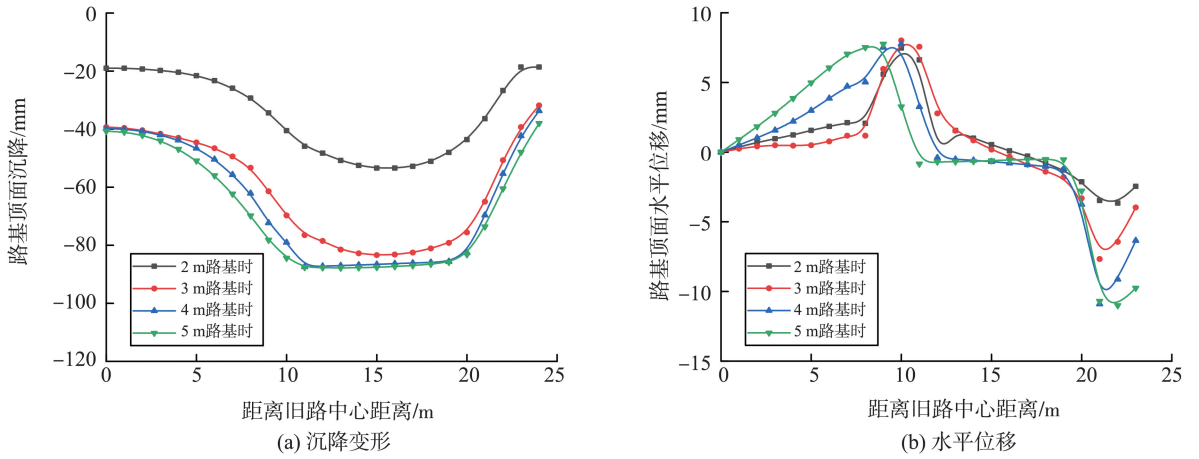 0
−20
−40
−60
−80
−100
−120
路基顶面沉降/mm
2 m路基时
3 m路基时
4 m路基时
5 m路基时
0 5 10 15 20 25
距离旧路中心距离/m
(a) 沉降变形
10
5
0
−5
−10
−15
路基顶面水平位移/mm
2 m路基时
3 m路基时
4 m路基时
5 m路基时
0 5 10 15 20 25
距离旧路中心距离/m
(b) 水平位移